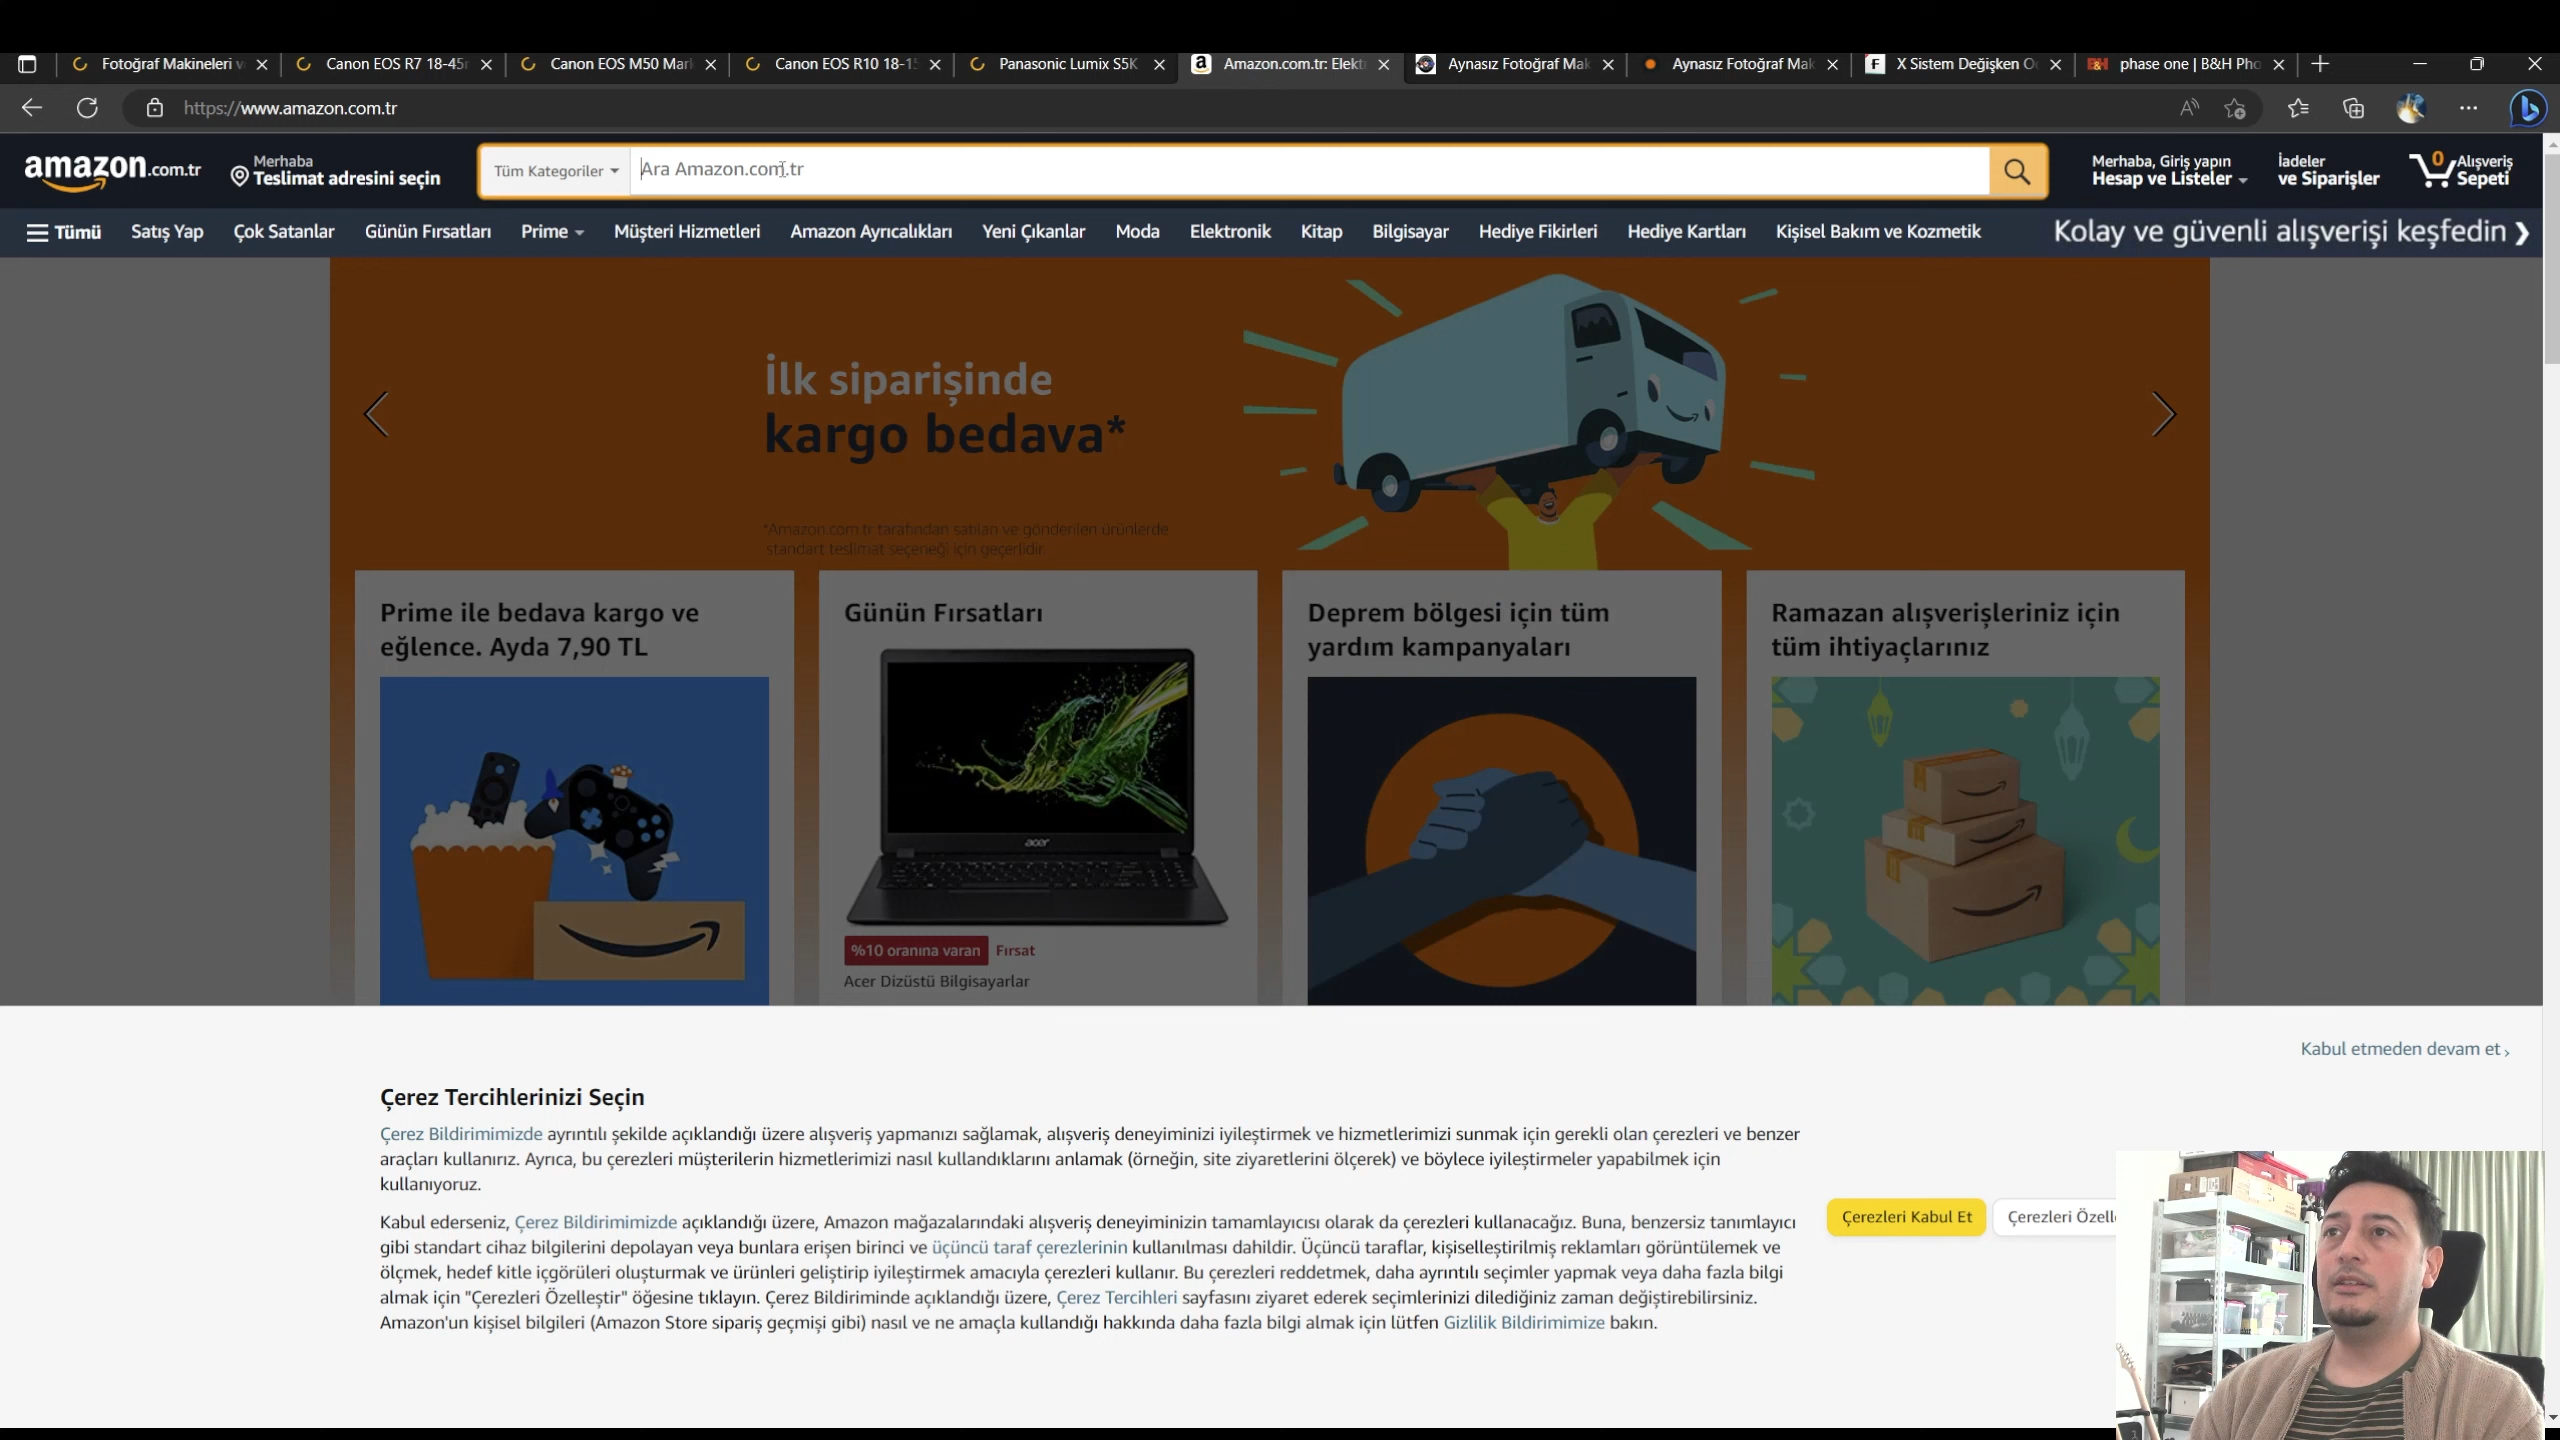 Fotoğraf Makineleri v
Canon EOS R7 18-45
Canon EOS M50 Mar
Canon EOS R10 18-15
Panasonic Lumix S5K
Amazon.com.tr: Elekt
Aynasız Fotoğraf Mak
Aynasız Fotoğraf Mak
X Sistem Değişken O
phase one | B&H Pho
https://www.amazon.com.tr
amazon.com.tr
Merhaba
Teslimat adresini seçin
Tüm Kategoriler
Ara Amazon.com.tr
Merhaba, Giriş yapın
Hesap ve Listeler
İadeler
ve Siparişler
0
Alışveriş
Sepeti
Tümü
Satış Yap
Çok Satanlar
Günün Fırsatları
Prime
Müşteri Hizmetleri
Amazon Ayrıcalıkları
Yeni Çıkanlar
Moda
Elektronik
Kitap
Bilgisayar
Hediye Fikirleri
Hediye Kartları
Kişisel Bakım ve Kozmetik
Kolay ve güvenli alışverişi keşfedin
İlk siparişinde
kargo bedava*
*Amazon.com.tr tarafından satılan ve gönderilen ürünlerde
standart teslimat seçeneği için geçerlidir.
Prime ile bedava kargo ve
eğlence. Ayda 7,90 TL
Günün Fırsatları
acer
%10 oranına varan Fırsat
Acer Dizüstü Bilgisayarlar
Deprem bölgesi için tüm
yardım kampanyaları
Ramazan alışverişleriniz için
tüm ihtiyaçlarınız
Kabul etmeden devam et
Çerez Tercihlerinizi Seçin
Çerez Bildirimimizde ayrıntılı şekilde açıklandığı üzere alışveriş yapmanızı sağlamak, alışveriş deneyiminizi iyileştirmek ve hizmetlerimizi sunmak için gerekli olan çerezleri ve benzer
araçları kullanırız. Ayrıca, bu çerezleri müşterilerin hizmetlerimizi nasıl kullandıklarını anlamak (örneğin, site ziyaretlerini ölçerek) ve böylece iyileştirmeler yapabilmek için
kullanıyoruz.
Kabul ederseniz, Çerez Bildirimimizde açıklandığı üzere, Amazon mağazalarındaki alışveriş deneyiminizin tamamlayıcısı olarak da çerezleri kullanacağız. Buna, benzersiz tanımlayıcı
gibi standart cihaz bilgilerini depolayan veya bunlara erişen birinci ve üçüncü taraf çerezlerinin kullanılması dahildir. Üçüncü taraflar, kişiselleştirilmiş reklamları görüntülemek ve
ölçmek, hedef kitle içgörüleri oluşturmak ve ürünleri geliştirip iyileştirmek amacıyla çerezleri kullanır. Bu çerezleri reddetmek, daha ayrıntılı seçimler yapmak veya daha fazla bilgi
almak için "Çerezleri Özelleştir" öğesine tıklayın. Çerez Bildiriminde açıklandığı üzere, Çerez Tercihleri sayfasını ziyaret ederek seçimlerinizi dilediğiniz zaman değiştirebilirsiniz.
Amazon'un kişisel bilgileri (Amazon Store sipariş geçmişi gibi) nasıl ve ne amaçla kullandığı hakkında daha fazla bilgi almak için lütfen Gizlilik Bildirimimize bakın.
Çerezleri Kabul Et
Çerezleri Özell